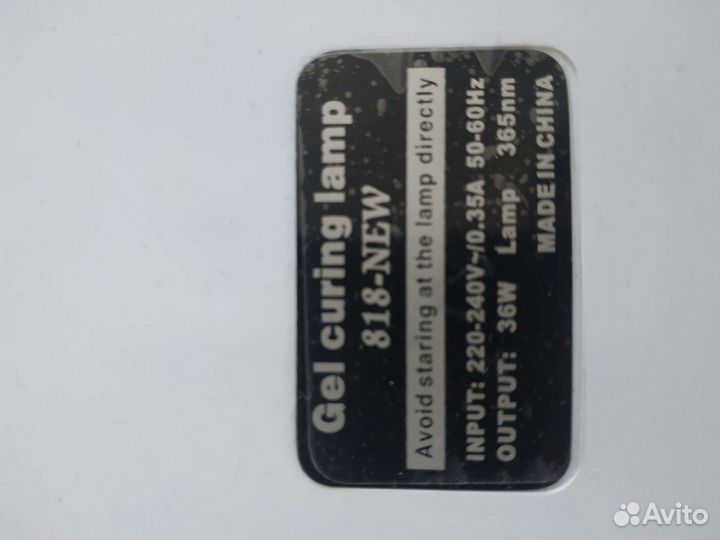 Gel curing lamp
818-NEW
Avoid staring at the lamp directly
INPUT: 220-240V~/0.35A 50-60Hz
OUTPUT: 36W Lamp 365nm
MADE IN CHINA
Avito